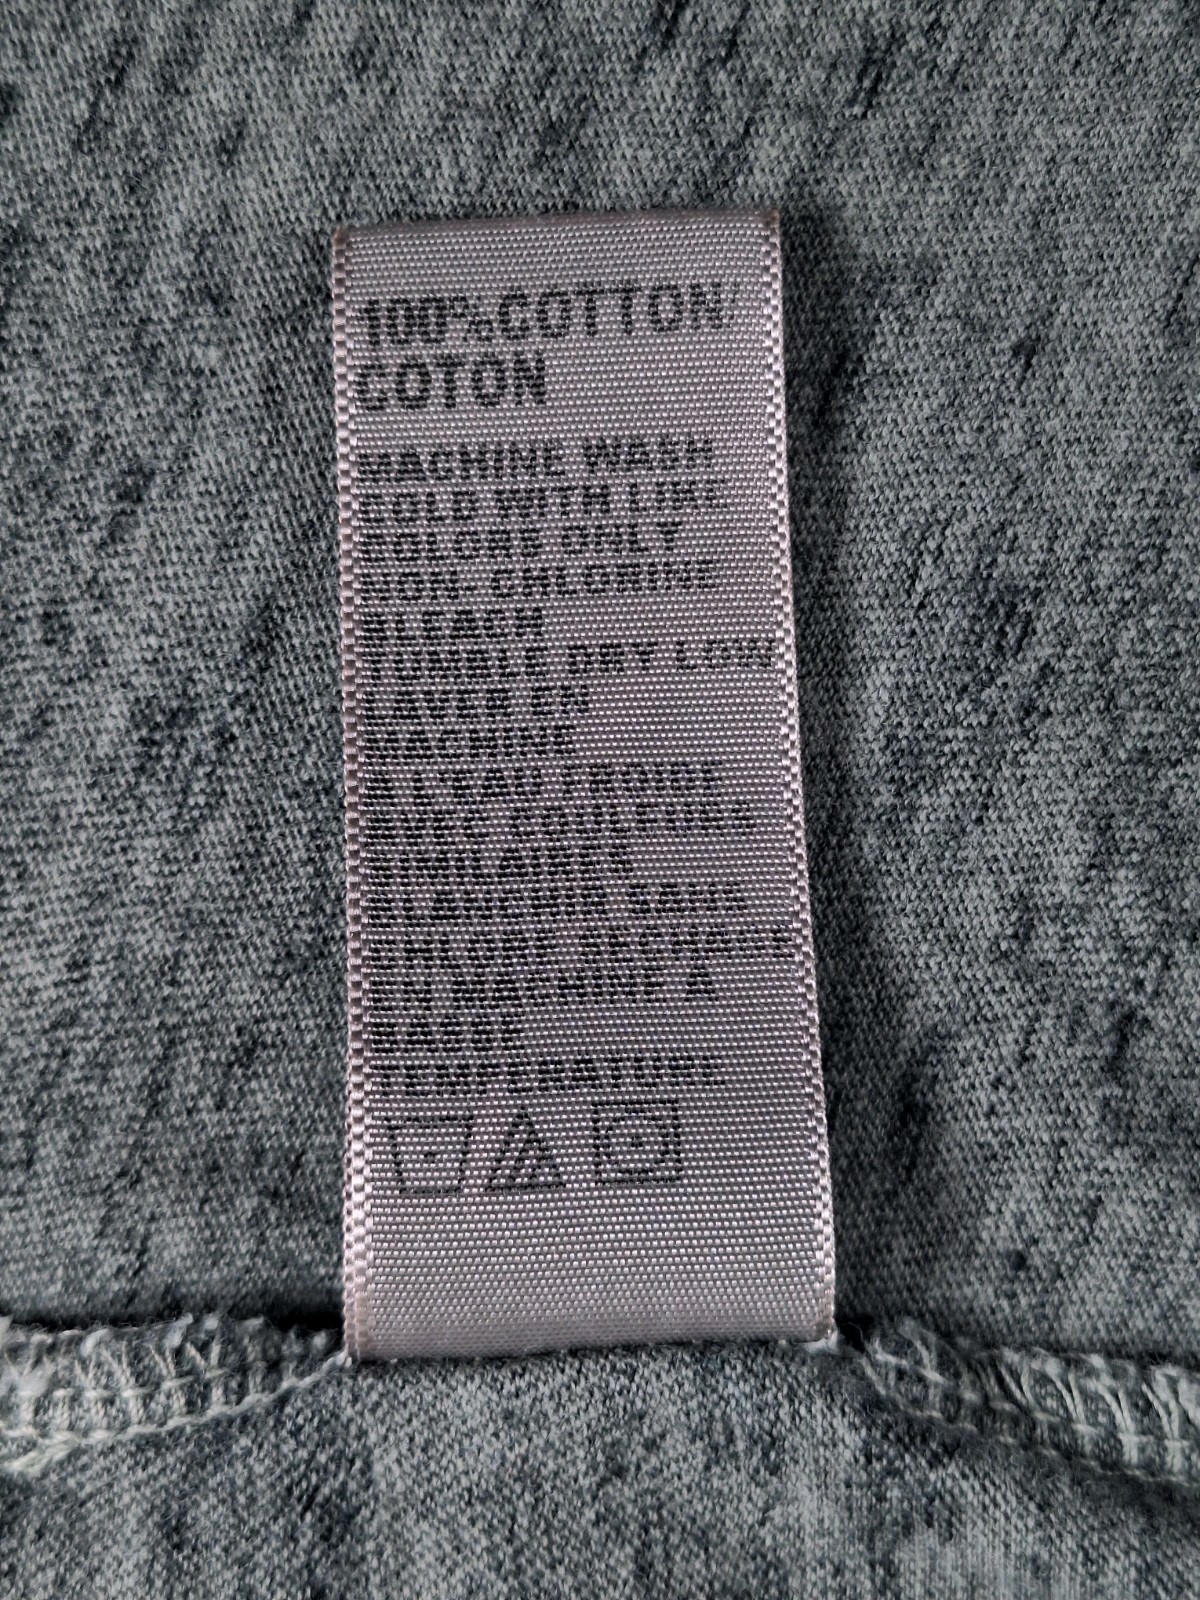 100% COTTON
COTON
MACHINE WASH
COLD WITH LIKE
COLORS ONLY
NON-CHLORINE
BLEACH
TUMBLE DRY LOW
LAVER EN
MACHINE
A L'EAU FROIDE
AVEC COULEURS
SIMILAIRES
BLANCHIR SANS
CHLORE SECHAGE
EN MACHINE A
BASSE
TEMPERATURE